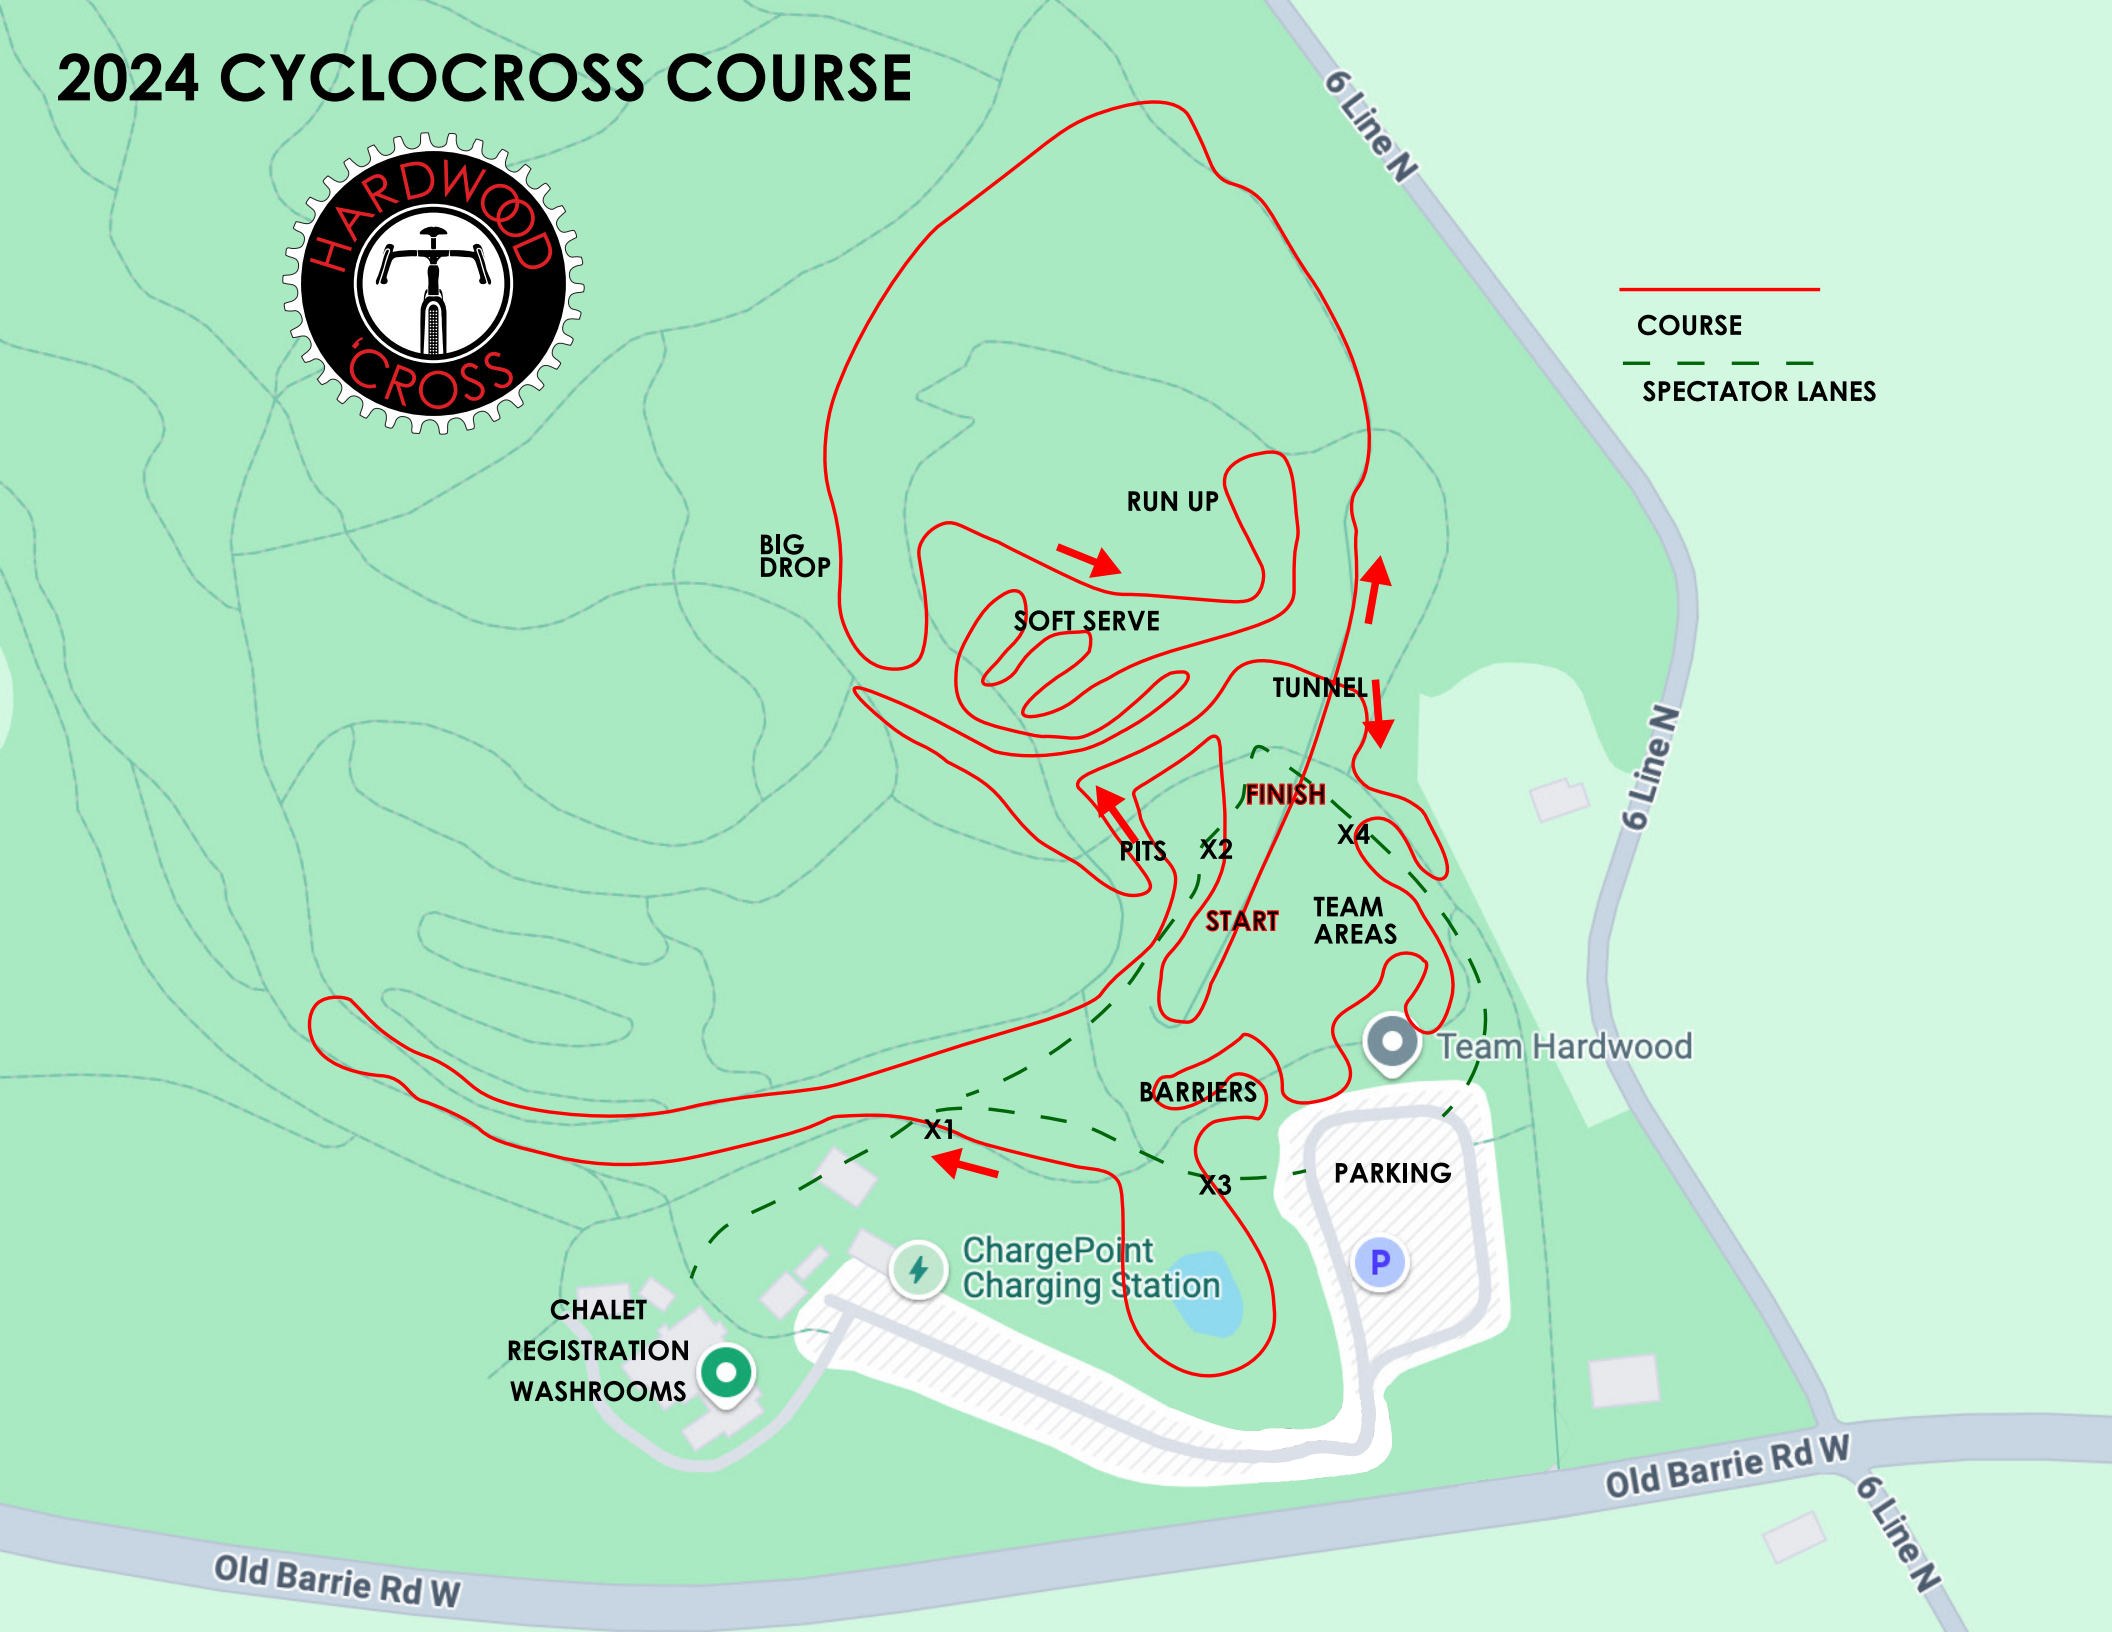 2024 CYCLOCROSS COURSE
HARDWOOD
'CROSS
6 Line N
COURSE
SPECTATOR LANES
RUN UP
BIG
DROP
SOFT SERVE
TUNNEL
6 Line N
FINISH
X4
PITS
X2
START
TEAM
AREAS
Team Hardwood
BARRIERS
X1
PARKING
X3
ChargePoint
Charging Station
P
CHALET
REGISTRATION
WASHROOMS
Old Barrie Rd W
6 Line N
Old Barrie Rd W